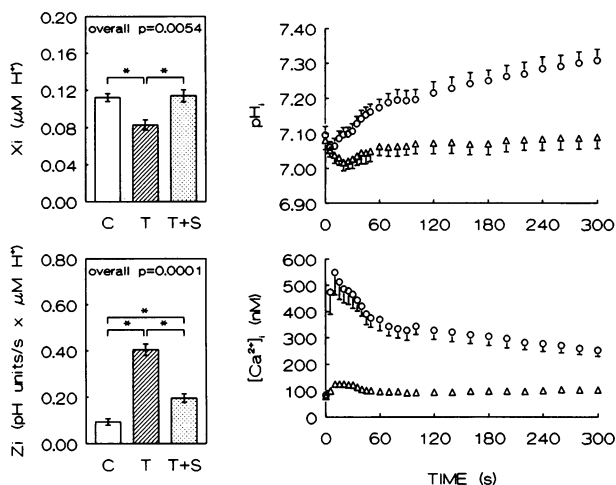 Xi (μM H⁺)
0.20
0.16
0.12
0.08
0.04
0.00
overall p=0.0054
*
*
C T T+S
pHi
7.40
7.30
7.20
7.10
7.00
6.90
0 60 120 180 240 300
Zi (pH units/s × μM H⁺)
0.80
0.60
0.40
0.20
0.00
overall p=0.0001
*
*
*
C T T+S
[Ca²⁺]i (nM)
600
500
400
300
200
100
0
0 60 120 180 240 300
TIME (s)